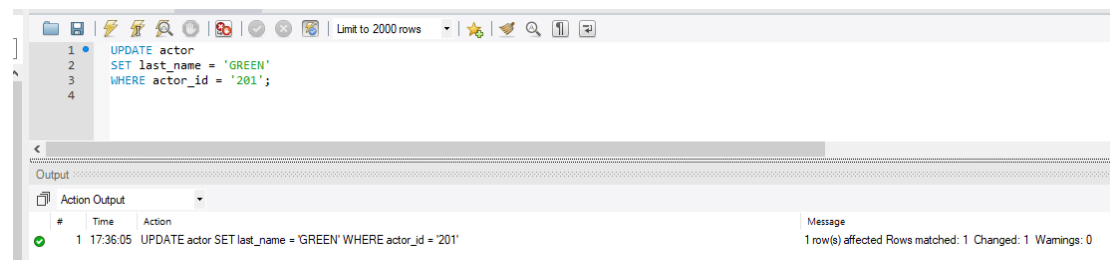 Limit to 2000 rows
1 UPDATE actor
2 SET last_name = 'GREEN'
3 WHERE actor_id = '201';
4
Output
Action Output
# Time Action Message
1 17:36:05 UPDATE actor SET last_name = 'GREEN' WHERE actor_id = '201' 1 row(s) affected Rows matched: 1 Changed: 1 Warnings: 0